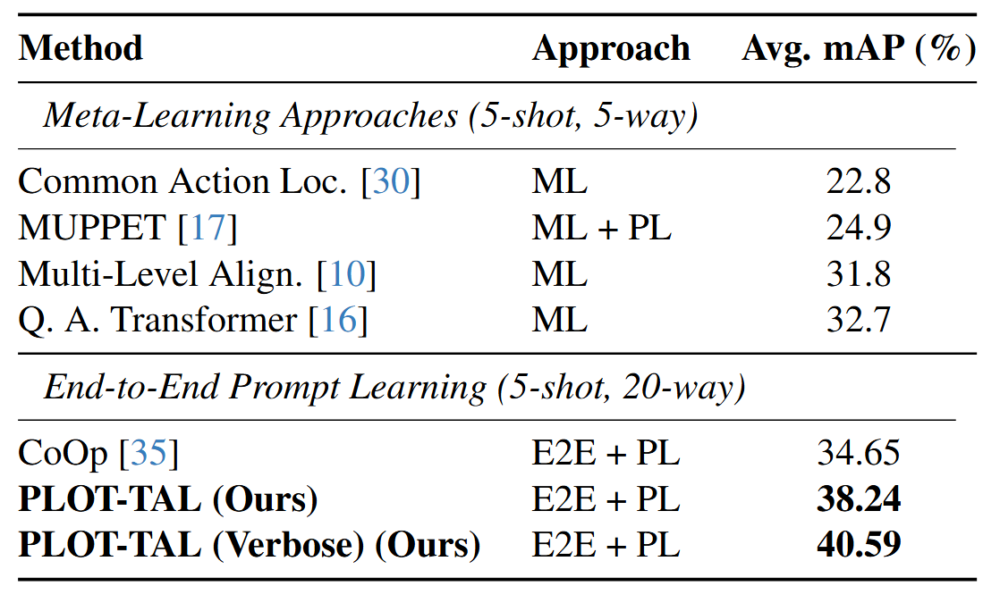 Method Approach Avg. mAP (%)
Meta-Learning Approaches (5-shot, 5-way)
Common Action Loc. [30] ML 22.8
MUPPET [17] ML + PL 24.9
Multi-Level Align. [10] ML 31.8
Q. A. Transformer [16] ML 32.7
End-to-End Prompt Learning (5-shot, 20-way)
CoOp [35] E2E + PL 34.65
PLOT-TAL (Ours) E2E + PL 38.24
PLOT-TAL (Verbose) (Ours) E2E + PL 40.59